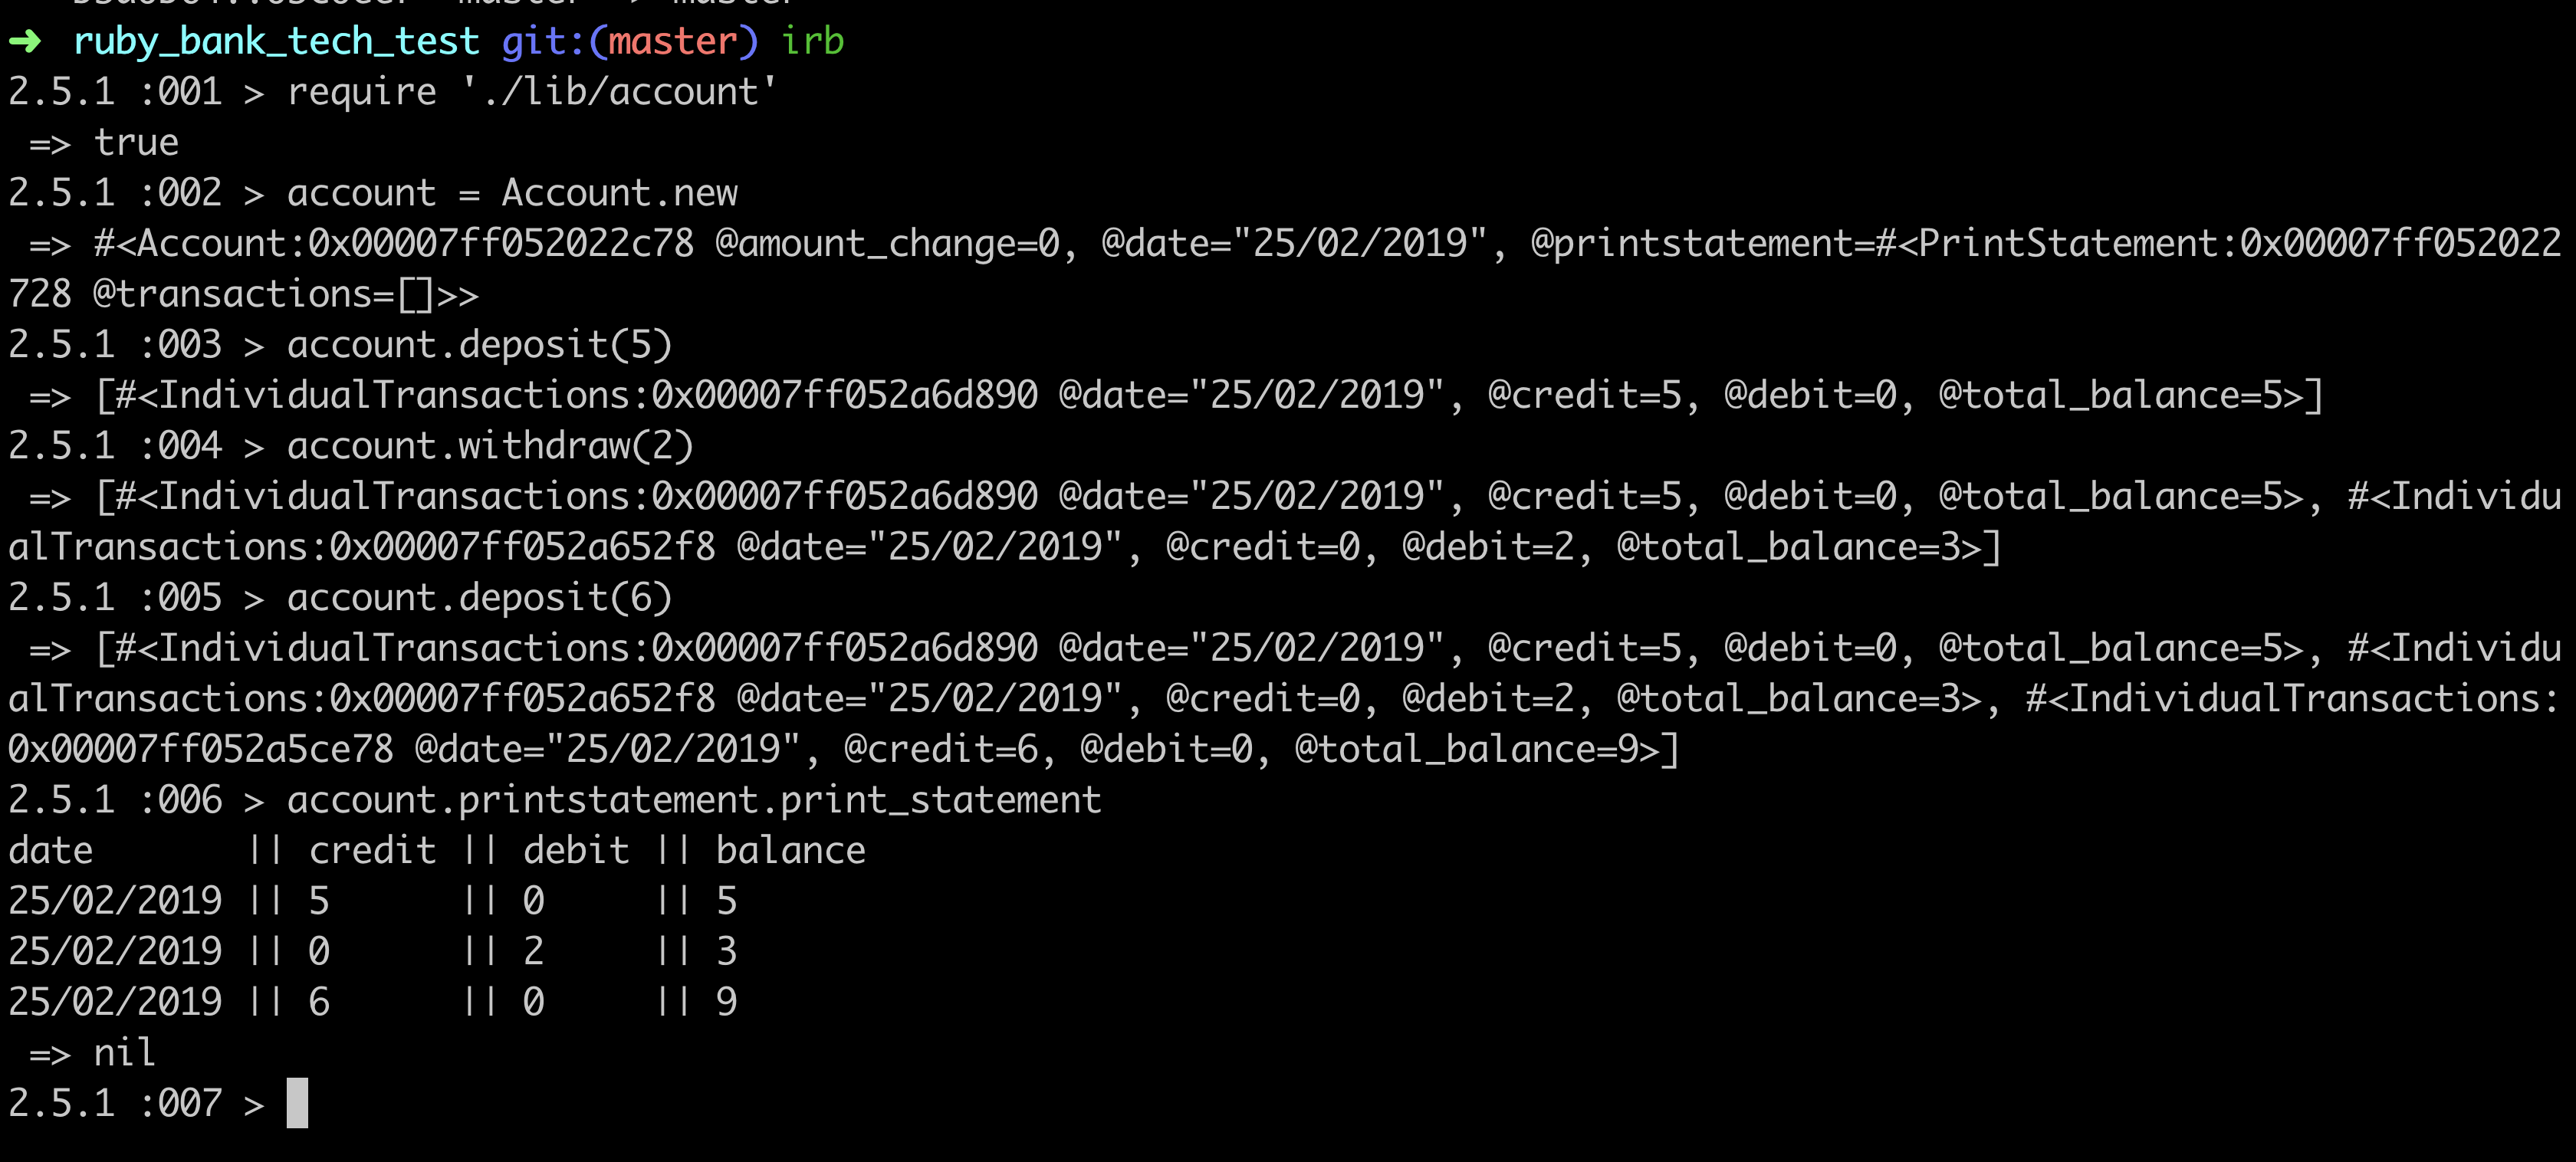 ➜ ruby_bank_tech_test git:(master) irb
2.5.1 :001 > require './lib/account'
 => true
2.5.1 :002 > account = Account.new
 => #<Account:0x00007ff052022c78 @amount_change=0, @date="25/02/2019", @printstatement=#<PrintStatement:0x00007ff052022
728 @transactions=[]>>
2.5.1 :003 > account.deposit(5)
 => [#<IndividualTransactions:0x00007ff052a6d890 @date="25/02/2019", @credit=5, @debit=0, @total_balance=5>]
2.5.1 :004 > account.withdraw(2)
 => [#<IndividualTransactions:0x00007ff052a6d890 @date="25/02/2019", @credit=5, @debit=0, @total_balance=5>, #<Individu
alTransactions:0x00007ff052a652f8 @date="25/02/2019", @credit=0, @debit=2, @total_balance=3>]
2.5.1 :005 > account.deposit(6)
 => [#<IndividualTransactions:0x00007ff052a6d890 @date="25/02/2019", @credit=5, @debit=0, @total_balance=5>, #<Individu
alTransactions:0x00007ff052a652f8 @date="25/02/2019", @credit=0, @debit=2, @total_balance=3>, #<IndividualTransactions:
0x00007ff052a5ce78 @date="25/02/2019", @credit=6, @debit=0, @total_balance=9>]
2.5.1 :006 > account.printstatement.print_statement
date       || credit || debit || balance
25/02/2019 || 5      || 0     || 5
25/02/2019 || 0      || 2     || 3
25/02/2019 || 6      || 0     || 9
 => nil
2.5.1 :007 >